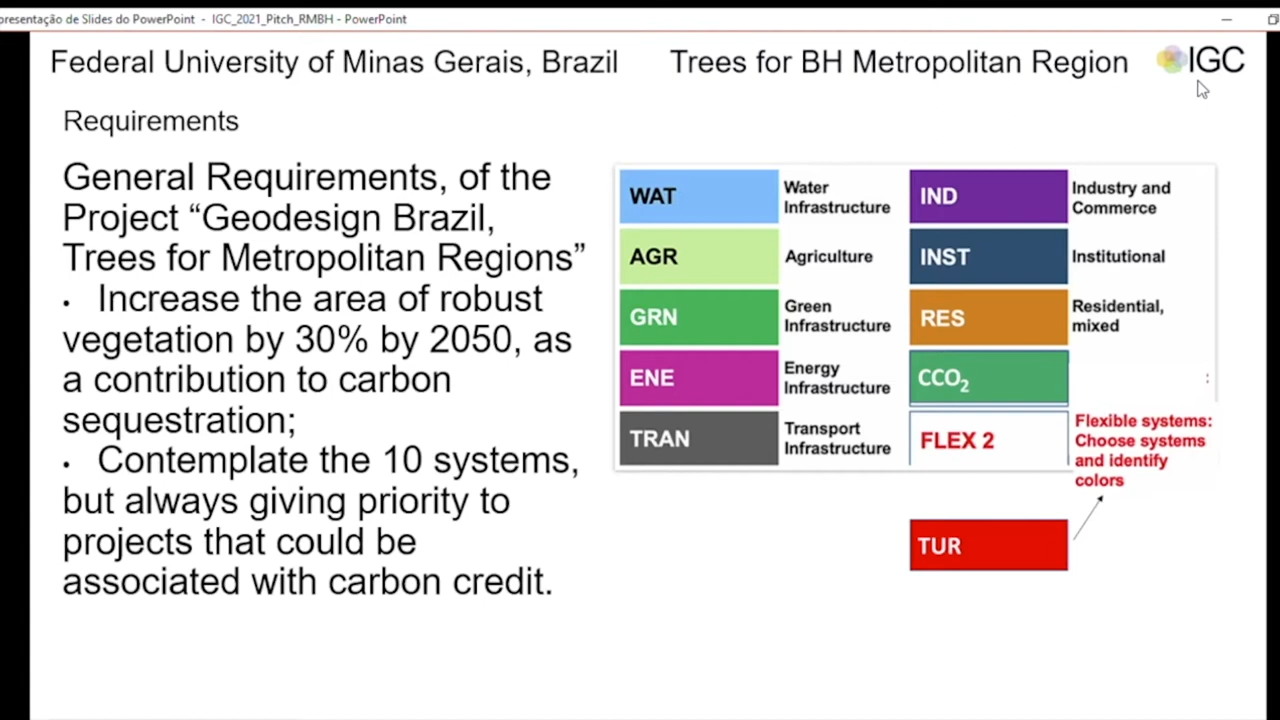 presentação de Slides do PowerPoint - IGC_2021_Pitch_RMBH - PowerPoint
Federal University of Minas Gerais, Brazil
Trees for BH Metropolitan Region
IGC
Requirements
General Requirements, of the
Project “Geodesign Brazil,
Trees for Metropolitan Regions”
• Increase the area of robust
vegetation by 30% by 2050, as
a contribution to carbon
sequestration;
• Contemplate the 10 systems,
but always giving priority to
projects that could be
associated with carbon credit.
WAT
Water
Infrastructure
AGR
Agriculture
GRN
Green
Infrastructure
ENE
Energy
Infrastructure
TRAN
Transport
Infrastructure
IND
Industry and
Commerce
INST
Institutional
RES
Residential,
mixed
CCO₂
:
FLEX 2
Flexible systems:
Choose systems
and identify
colors
TUR